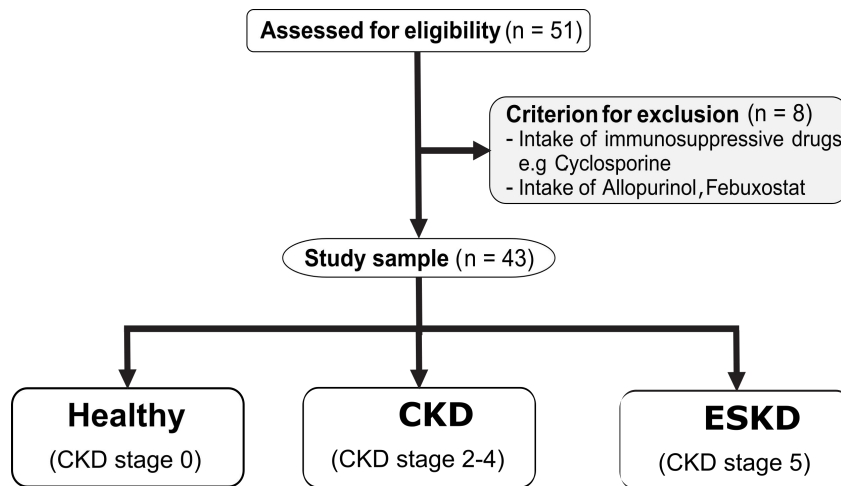 Assessed for eligibility (n = 51)
Criterion for exclusion (n = 8)
- Intake of immunosuppressive drugs
e.g Cyclosporine
- Intake of Allopurinol, Febuxostat
Study sample (n = 43)
Healthy
(CKD stage 0)
CKD
(CKD stage 2-4)
ESKD
(CKD stage 5)